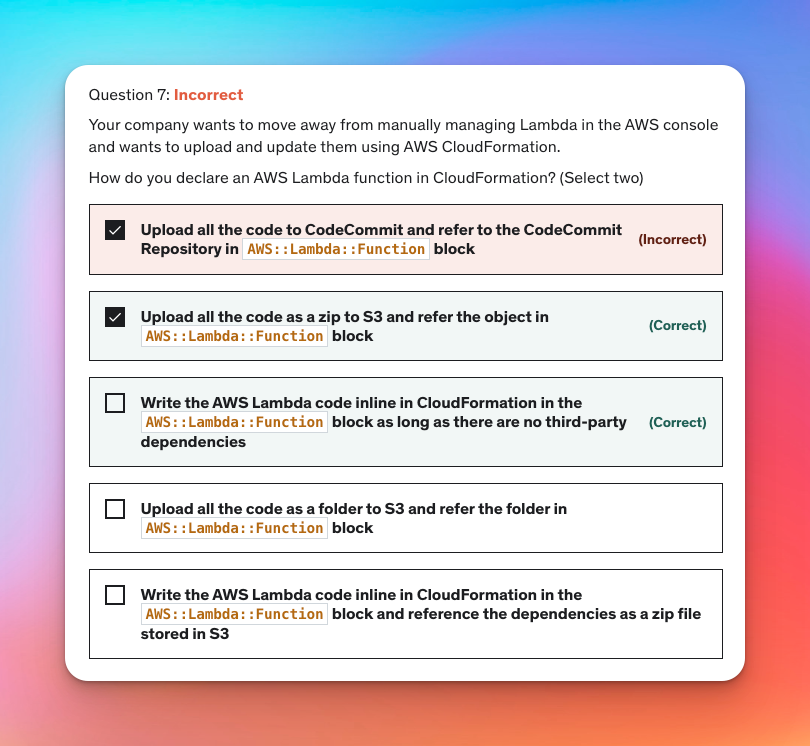 Question 7: Incorrect
Your company wants to move away from manually managing Lambda in the AWS console
and wants to upload and update them using AWS CloudFormation.
How do you declare an AWS Lambda function in CloudFormation? (Select two)
Upload all the code to CodeCommit and refer to the CodeCommit
Repository in AWS::Lambda::Function block
(Incorrect)
Upload all the code as a zip to S3 and refer the object in
AWS::Lambda::Function block
(Correct)
Write the AWS Lambda code inline in CloudFormation in the
AWS::Lambda::Function block as long as there are no third-party
dependencies
(Correct)
Upload all the code as a folder to S3 and refer the folder in
AWS::Lambda::Function block
Write the AWS Lambda code inline in CloudFormation in the
AWS::Lambda::Function block and reference the dependencies as a zip file
stored in S3